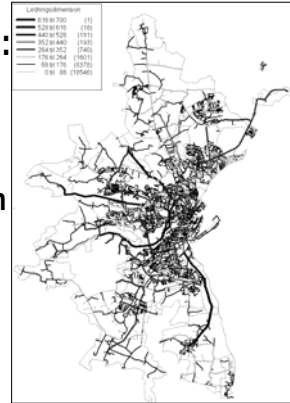 Ledningsdimension
616 til 700 (1)
528 til 616 (16)
440 til 528 (181)
352 til 440 (193)
264 til 352 (740)
176 til 264 (1601)
88 til 176 (8378)
0 til 88 (18546)
:
n